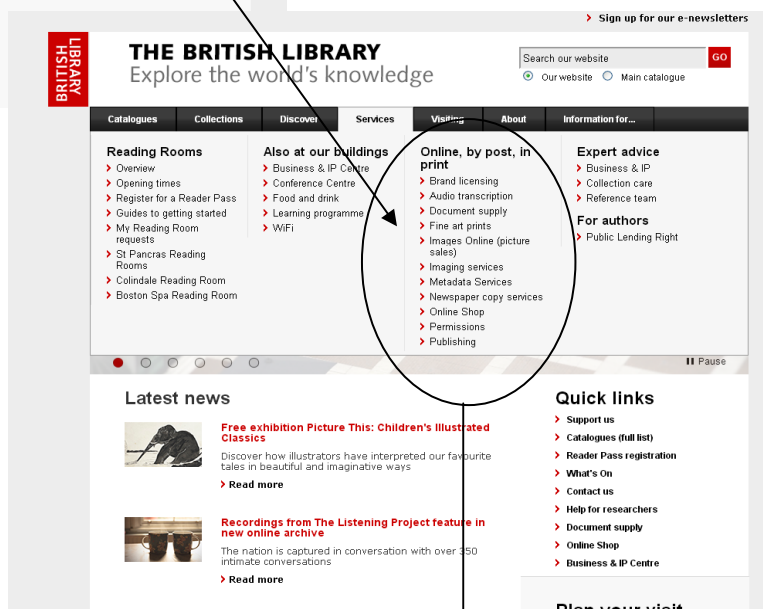 Sign up for our e-newsletters
BRITISH
LIBRARY
THE BRITISH LIBRARY
Explore the world's knowledge
Search our website
GO
Our website
Main catalogue
Catalogues
Collections
Discover
Services
Visiting
About
Information for...
Reading Rooms
Overview
Opening times
Register for a Reader Pass
Guides to getting started
My Reading Room
requests
St Pancras Reading
Rooms
Colindale Reading Room
Boston Spa Reading Room
Also at our buildings
Business & IP Centre
Conference Centre
Food and drink
Learning programme
WiFi
Online, by post, in
print
Brand licensing
Audio transcription
Document supply
Fine art prints
Images Online (picture
sales)
Imaging services
Metadata Services
Newspaper copy services
Online Shop
Permissions
Publishing
Expert advice
Business & IP
Collection care
Reference team
For authors
Public Lending Right
Pause
Latest news
Free exhibition Picture This: Children's Illustrated
Classics
Discover how illustrators have interpreted our favourite
tales in beautiful and imaginative ways
Read more
Recordings from The Listening Project feature in
new online archive
The nation is captured in conversation with over 350
intimate conversations
Read more
Quick links
Support us
Catalogues (full list)
Reader Pass registration
What's On
Contact us
Help for researchers
Document supply
Online Shop
Business & IP Centre
Plan your visit